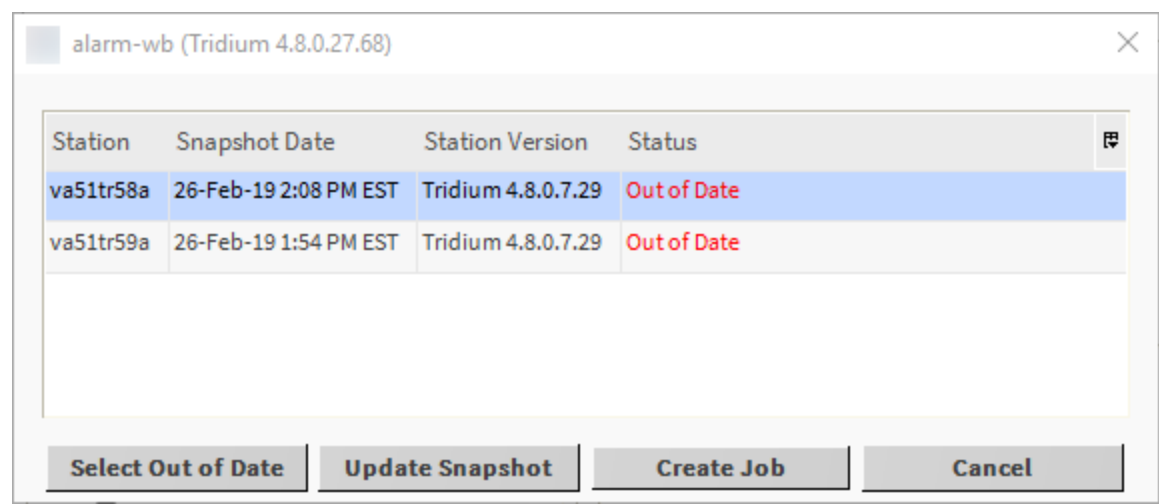 alarm-wb (Tridium 4.8.0.27.68)
Station Snapshot Date Station Version Status
va51tr58a 26-Feb-19 2:08 PM EST Tridium 4.8.0.7.29 Out of Date
va51tr59a 26-Feb-19 1:54 PM EST Tridium 4.8.0.7.29 Out of Date
Select Out of Date Update Snapshot Create Job Cancel